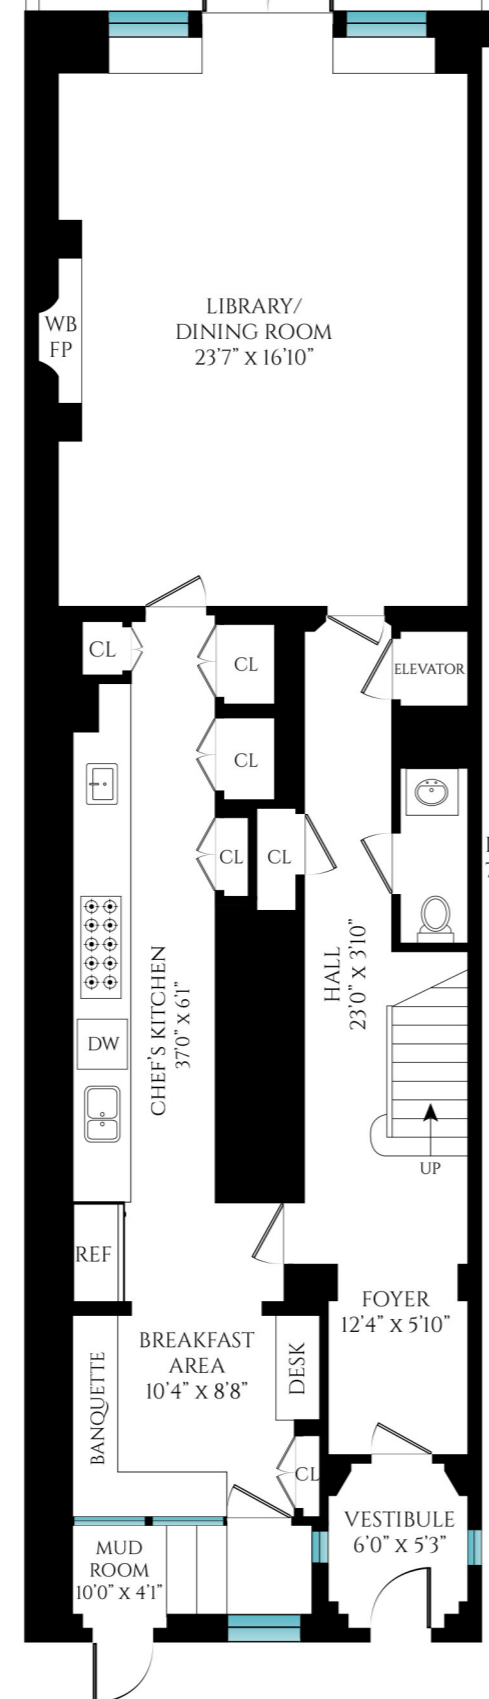 LIBRARY/
DINING ROOM
23'7" X 16'10"
WB
FP
CL
CL
ELEVATOR
CL
CL
CL
CHEF'S KITCHEN
37'0" X 6'1"
HALL
23'0" X 3'10"
DW
UP
REF
FOYER
12'4" X 5'10"
BREAKFAST
AREA
10'4" X 8'8"
DESK
BANQUETTE
CL
VESTIBULE
6'0" X 5'3"
MUD
ROOM
10'0" X 4'1"